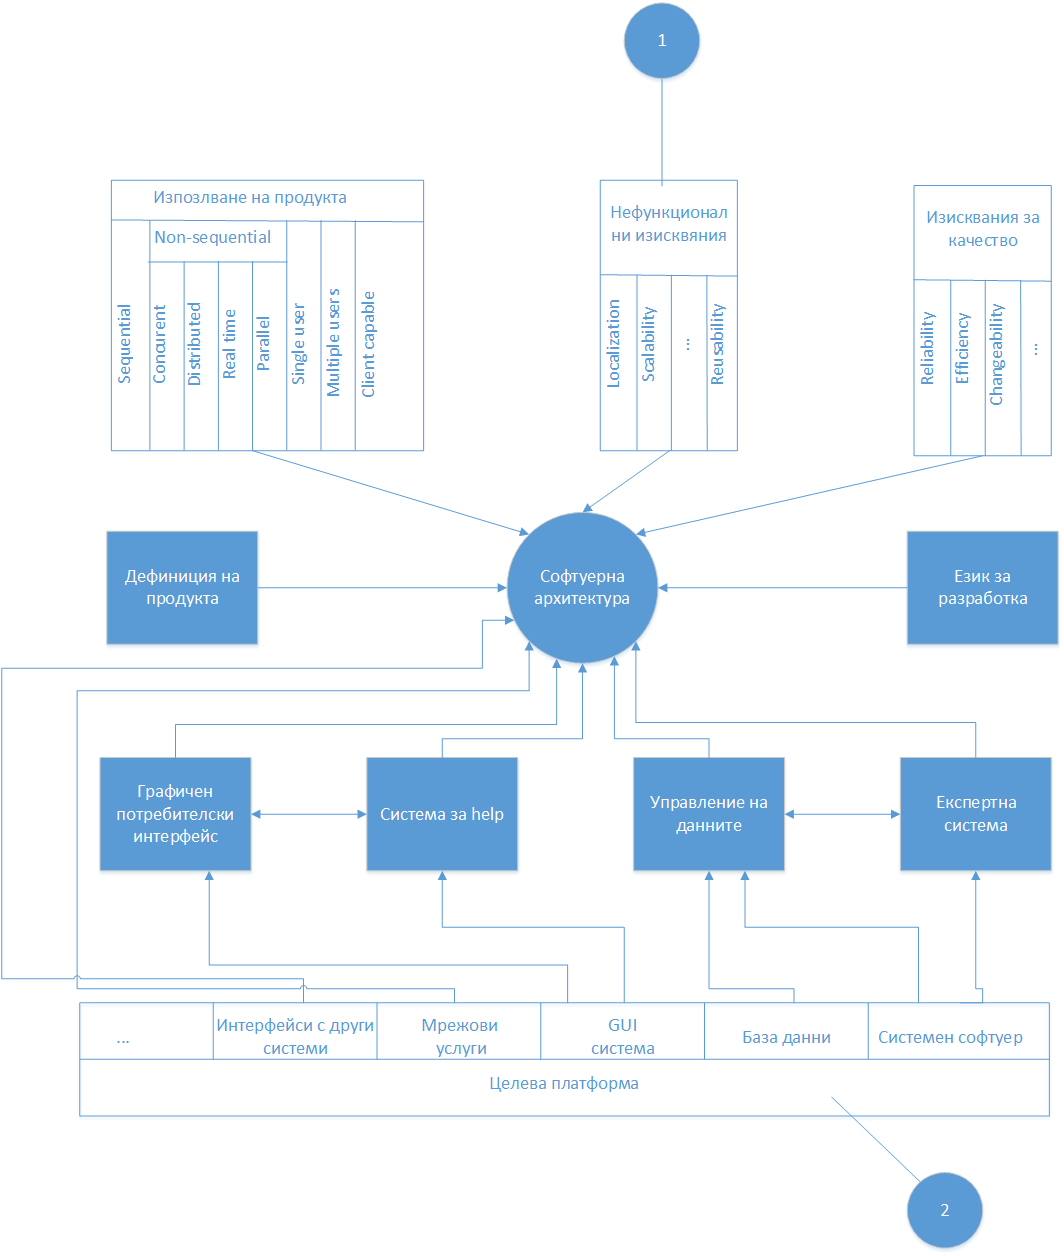 1
Изпозлване на продукта
Non-sequential
Sequential
Concurent
Distributed
Real time
Parallel
Single user
Multiple users
Client capable
Нефункционал
ни изисквяния
Localization
Scalability
...
Reusability
Изисквания за
качество
Reliability
Efficiency
Changeability
...
Дефиниция на
продукта
Софтуерна
архитектура
Език за
разработка
Графичен
потребителски
интерфейс
Система за help
Управление на
данните
Експертна
система
...
Интерфейси с други
системи
Мрежови
услуги
GUI
система
База данни
Системен софтуер
Целева платформа
2